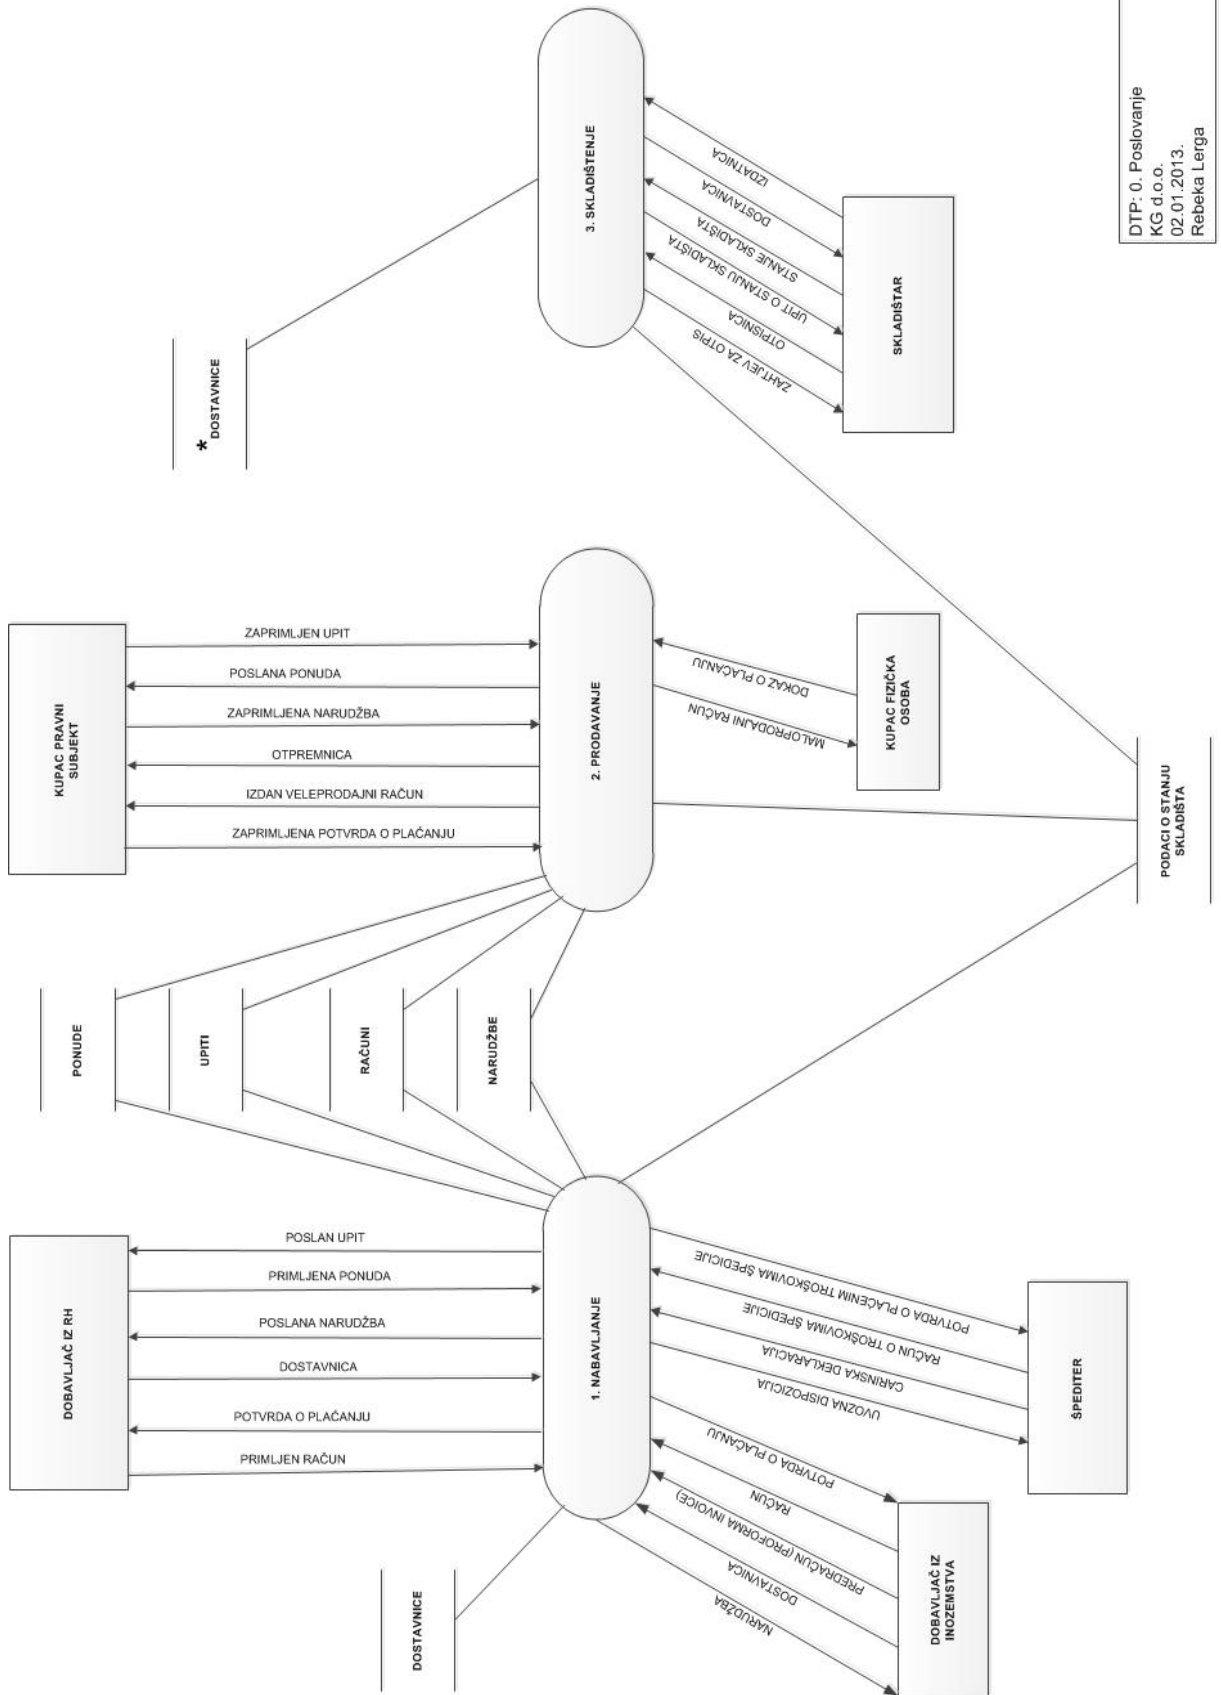 DOBAVLJAČ IZ RH
POSLAN UPIT
PRIMLJENA PONUDA
POSLANA NARUDŽBA
DOSTAVNICA
POTVRDA O PLAĆANJU
PRIMLJEN RAČUN
DOSTAVNICE
1. NABAVLJANJE
NARUDŽBA
DOSTAVNICA
PREDRAČUN (PROFORMA INVOICE)
RAČUN
POTVRDA O PLAĆANJU
DOBAVLJAČ IZ
INOZEMSTVA
UVOZNA DISPOZICIJA
CARINSKA DEKLARACIJA
RAČUN O TROŠKOVIMA ŠPEDICIJE
POTVRDA O PLAĆENIM TROŠKOVIMA ŠPEDICIJE
ŠPEDITER
PONUDE
UPITI
RAČUNI
NARUDŽBE
KUPAC PRAVNI
SUBJEKT
ZAPRIMLJEN UPIT
POSLANA PONUDA
ZAPRIMLJENA NARUDŽBA
OTPREMNICA
IZDAN VELEPRODAJNI RAČUN
ZAPRIMLJENA POTVRDA O PLAĆANJU
2. PRODAVANJE
MALOPRODAJNI RAČUN
DOKAZ O PLAĆANJU
KUPAC FIZIČKA
OSOBA
PODACI O STANJU
SKLADIŠTA
*DOSTAVNICE
3. SKLADIŠTENJE
ZAHTJEV ZA OTPIS
OTPISNICA
UPIT O STANJU SKLADIŠTA
STANJE SKLADIŠTA
DOSTAVNICA
IZDATNICA
SKLADIŠTAR
DTP: 0. Poslovanje
KG d.o.o.
02.01.2013.
Rebeka Lerga